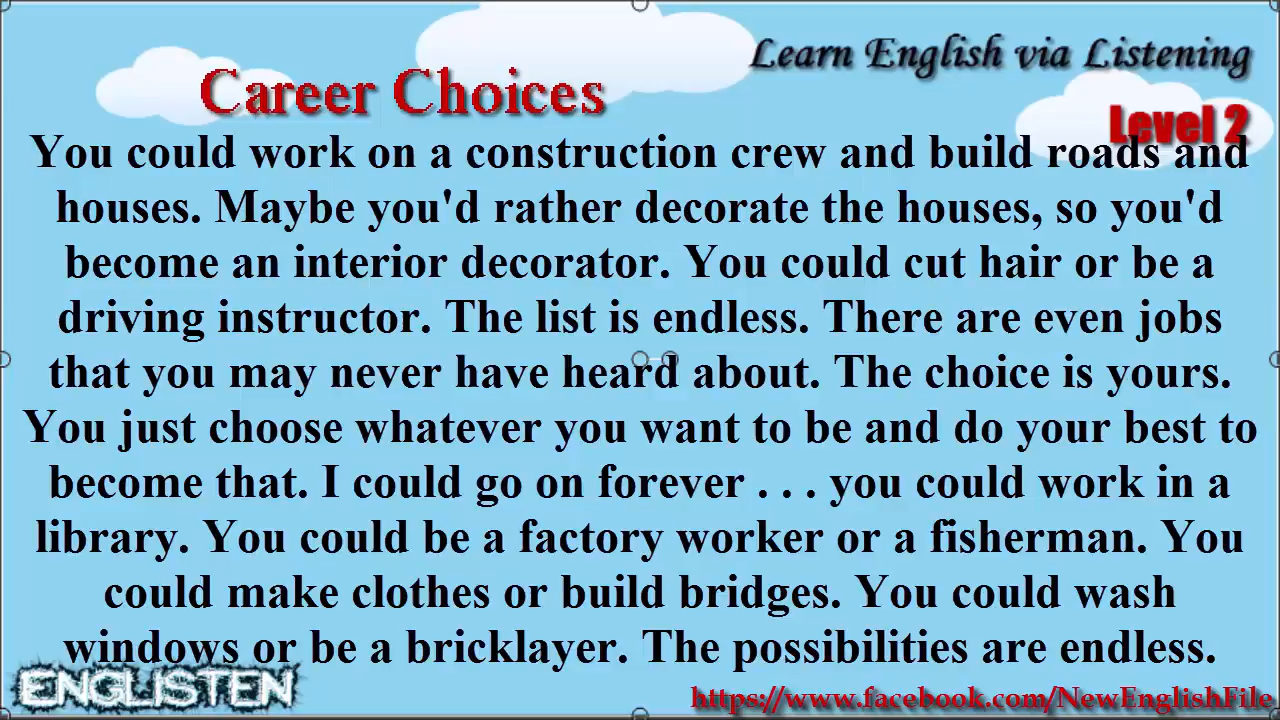 Learn English via Listening
Career Choices
Level 2
You could work on a construction crew and build roads and
houses. Maybe you'd rather decorate the houses, so you'd
become an interior decorator. You could cut hair or be a
driving instructor. The list is endless. There are even jobs
that you may never have heard about. The choice is yours.
You just choose whatever you want to be and do your best to
become that. I could go on forever . . . you could work in a
library. You could be a factory worker or a fisherman. You
could make clothes or build bridges. You could wash
windows or be a bricklayer. The possibilities are endless.
ENGLISTEN
https://www.facebook.com/NewEnglishFile